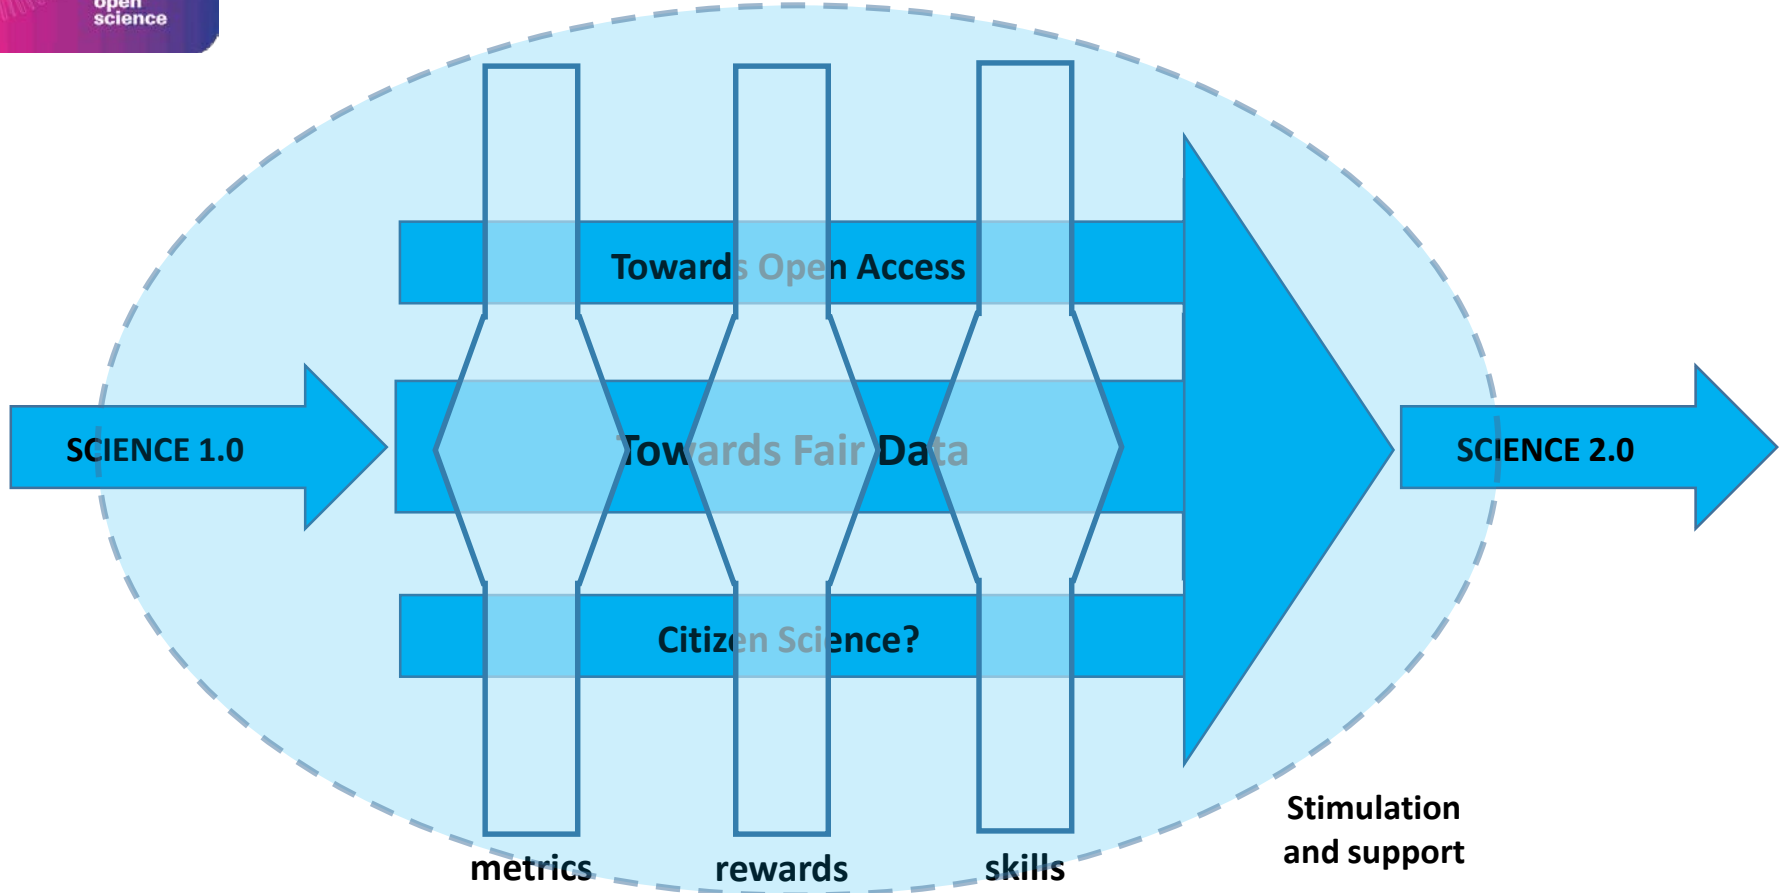 open
science
Towards Open Access
SCIENCE 1.0
Towards Fair Data
SCIENCE 2.0
Citizen Science?
Stimulation
and support
metrics
rewards
skills